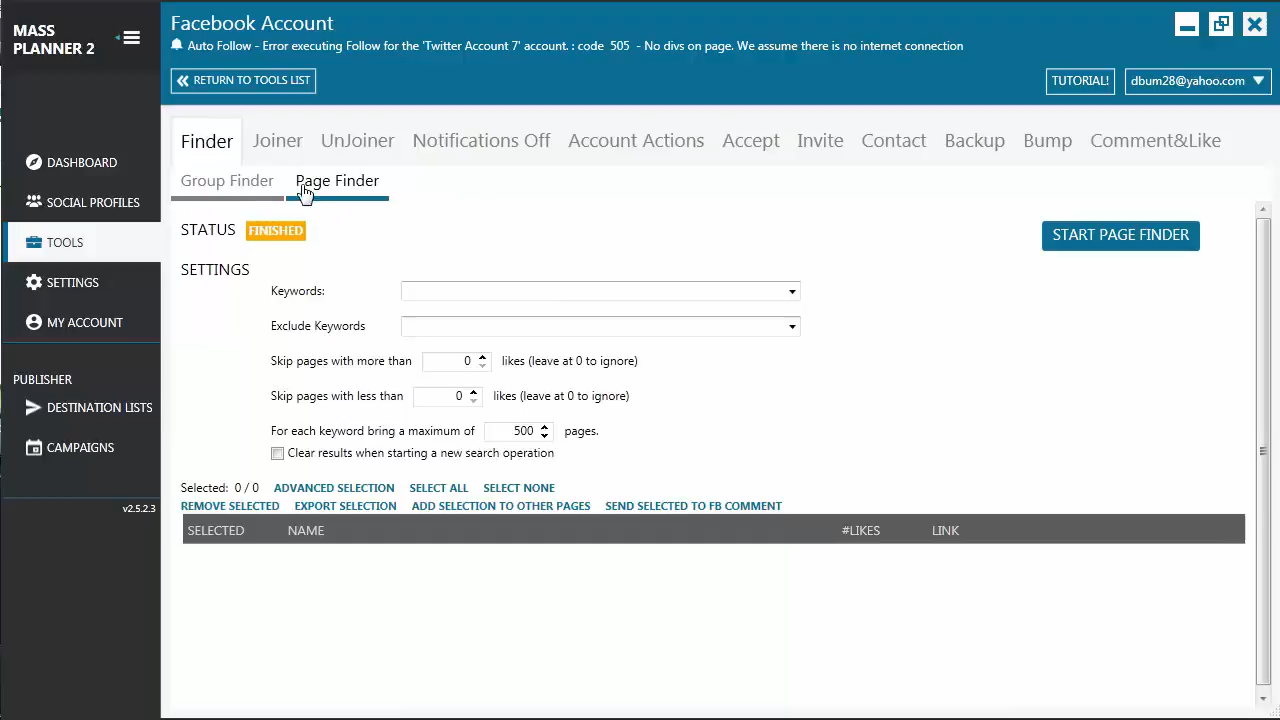 MASS
PLANNER 2
Facebook Account
Auto Follow - Error executing Follow for the 'Twitter Account 7' account. : code 505 - No divs on page. We assume there is no internet connection
RETURN TO TOOLS LIST
TUTORIAL!
dbum28@yahoo.com
DASHBOARD
SOCIAL PROFILES
TOOLS
SETTINGS
MY ACCOUNT
PUBLISHER
DESTINATION LISTS
CAMPAIGNS
v2.5.2.3
Finder Joiner UnJoiner Notifications Off Account Actions Accept Invite Contact Backup Bump Comment&Like
Group Finder Page Finder
STATUS FINISHED
START PAGE FINDER
SETTINGS
Keywords:
Exclude Keywords
Skip pages with more than 0 likes (leave at 0 to ignore)
Skip pages with less than 0 likes (leave at 0 to ignore)
For each keyword bring a maximum of 500 pages.
Clear results when starting a new search operation
Selected: 0 / 0 ADVANCED SELECTION SELECT ALL SELECT NONE
REMOVE SELECTED EXPORT SELECTION ADD SELECTION TO OTHER PAGES SEND SELECTED TO FB COMMENT
SELECTED NAME #LIKES LINK